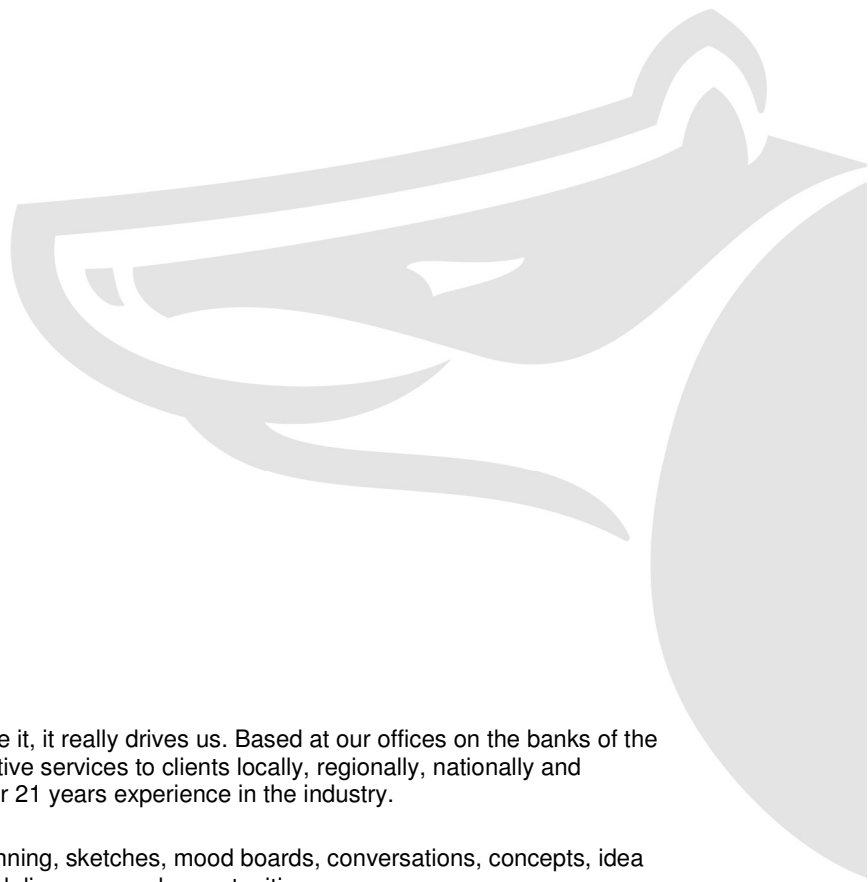 e it, it really drives us. Based at our offices on the banks of the
tive services to clients locally, regionally, nationally and
r 21 years experience in the industry.
nning, sketches, mood boards, conversations, concepts, idea